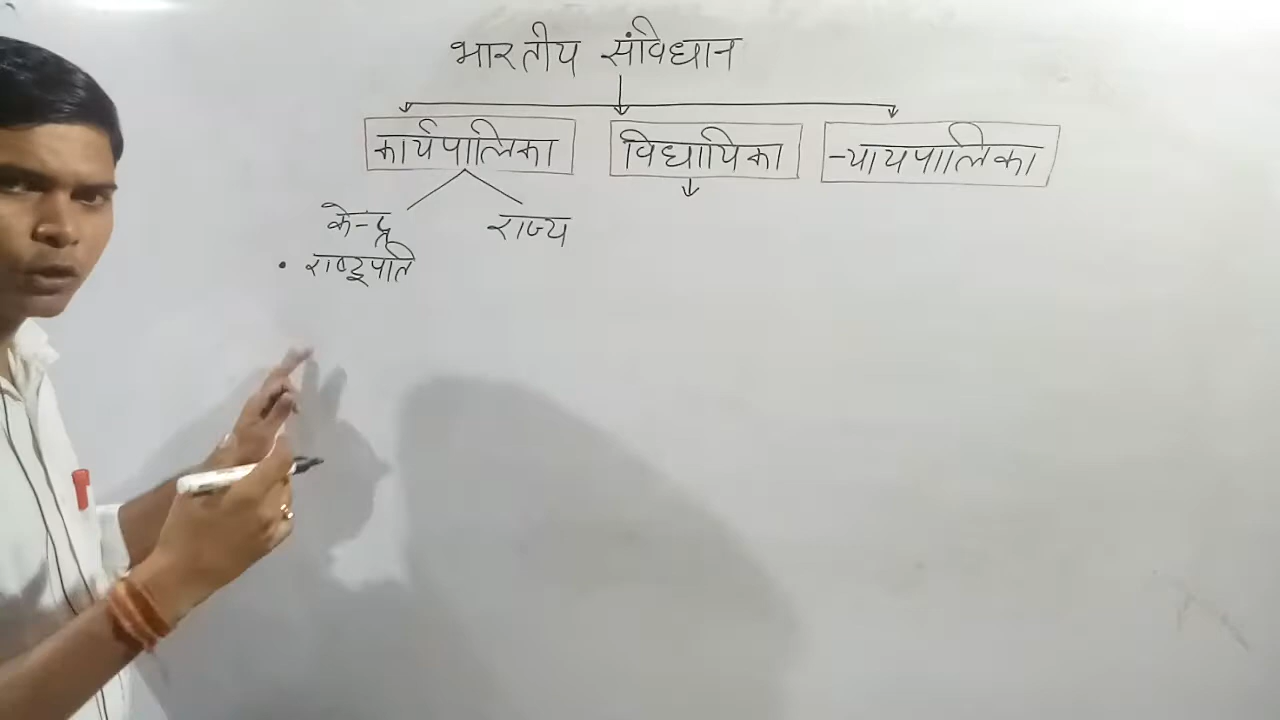 भारतीय संविधान
कार्यपालिका विधायिका न्यायपालिका
केन्द्र राज्य
• राष्ट्रपति